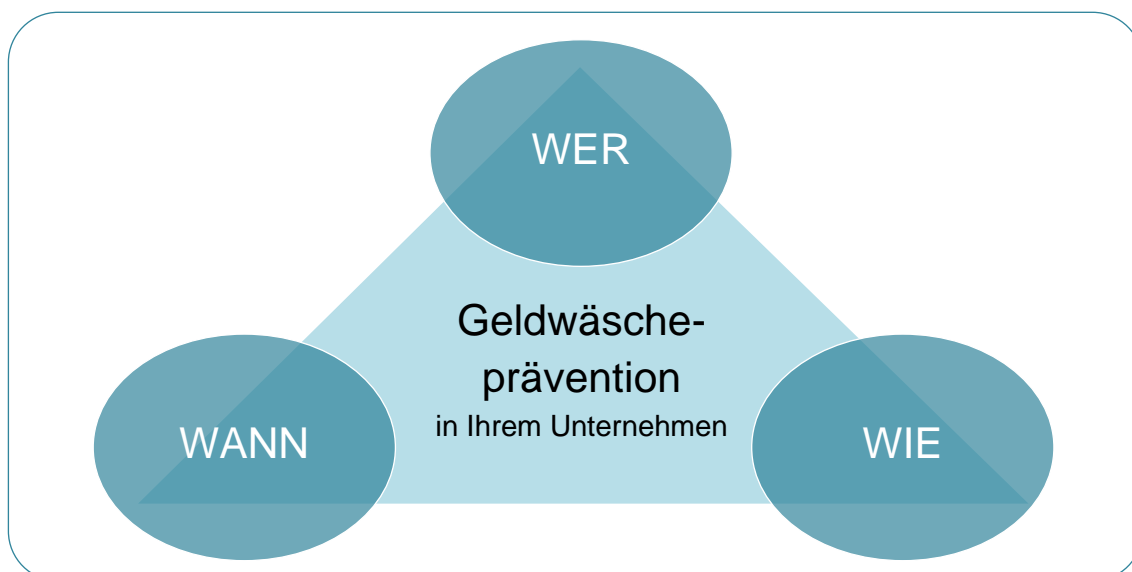 WER
Geldwäsche-
prävention
in Ihrem Unternehmen
WANN
WIE